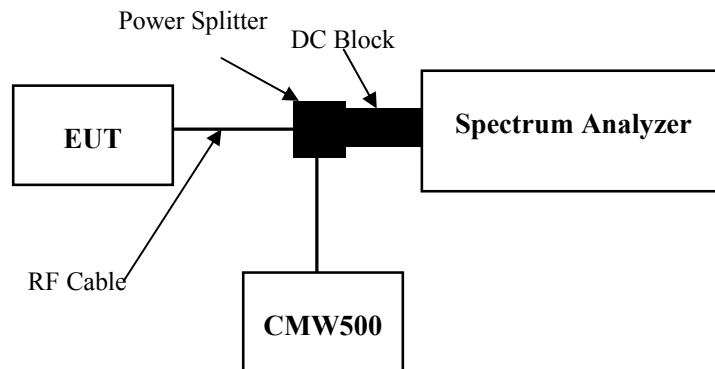 Power Splitter
DC Block
EUT
Spectrum Analyzer
RF Cable
CMW500